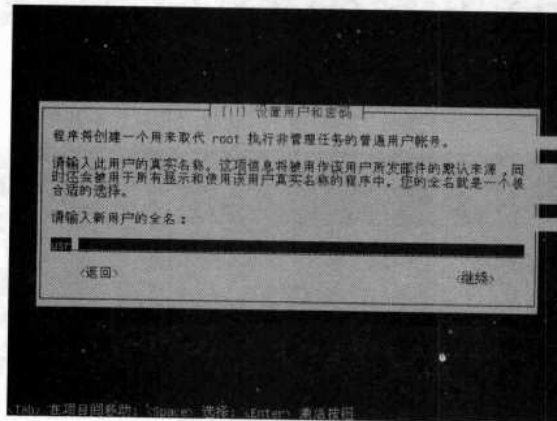 [!!] 设置用户和密码
程序将创建一个用来取代 root 执行非管理任务的普通用户帐号。
请输入此用户的真实名称。这项信息将被用作该用户所发邮件的默认来源，同
时还会被用于所有显示和使用该用户真实名称的程序中。您的全名就是一个很
合适的选择。
请输入新用户的全名：
usr
<返回> <继续>
<Tab> 在项目间移动; <Space> 选择; <Enter> 激活按钮